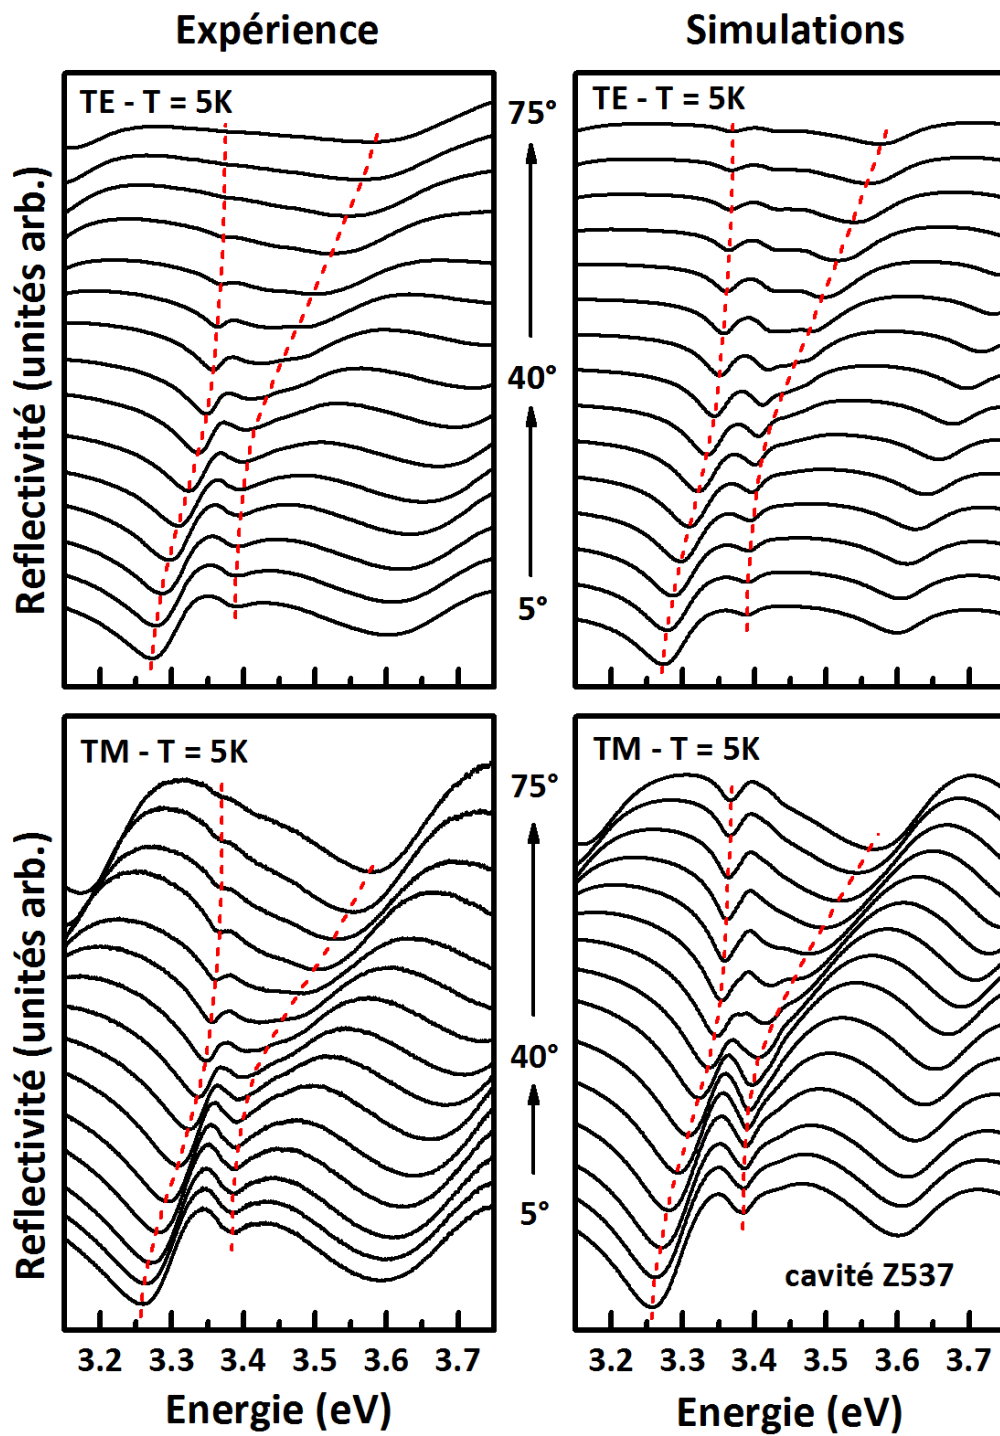 Expérience
Simulations
TE - T = 5K
TE - T = 5K
75°
40°
5°
Reflectivité (unités arb.)
TM - T = 5K
TM - T = 5K
75°
40°
5°
Reflectivité (unités arb.)
cavité Z537
3.2 3.3 3.4 3.5 3.6 3.7
3.2 3.3 3.4 3.5 3.6 3.7
Energie (eV)
Energie (eV)